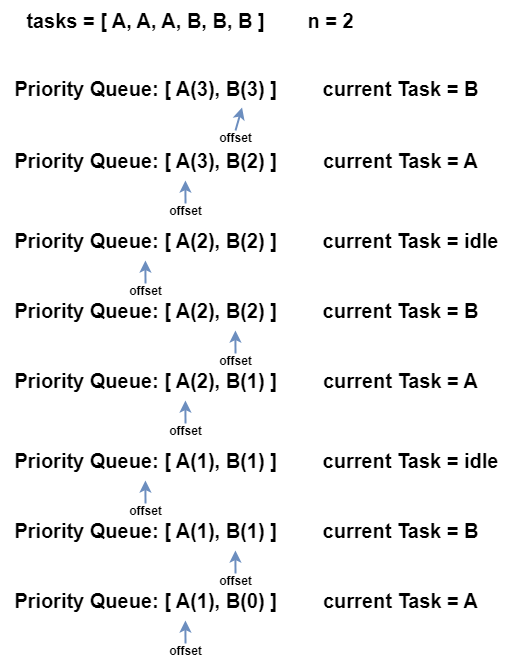 tasks = [ A, A, A, B, B, B ] n = 2
Priority Queue: [ A(3), B(3) ] current Task = B
offset
Priority Queue: [ A(3), B(2) ] current Task = A
offset
Priority Queue: [ A(2), B(2) ] current Task = idle
offset
Priority Queue: [ A(2), B(2) ] current Task = B
offset
Priority Queue: [ A(2), B(1) ] current Task = A
offset
Priority Queue: [ A(1), B(1) ] current Task = idle
offset
Priority Queue: [ A(1), B(1) ] current Task = B
offset
Priority Queue: [ A(1), B(0) ] current Task = A
offset